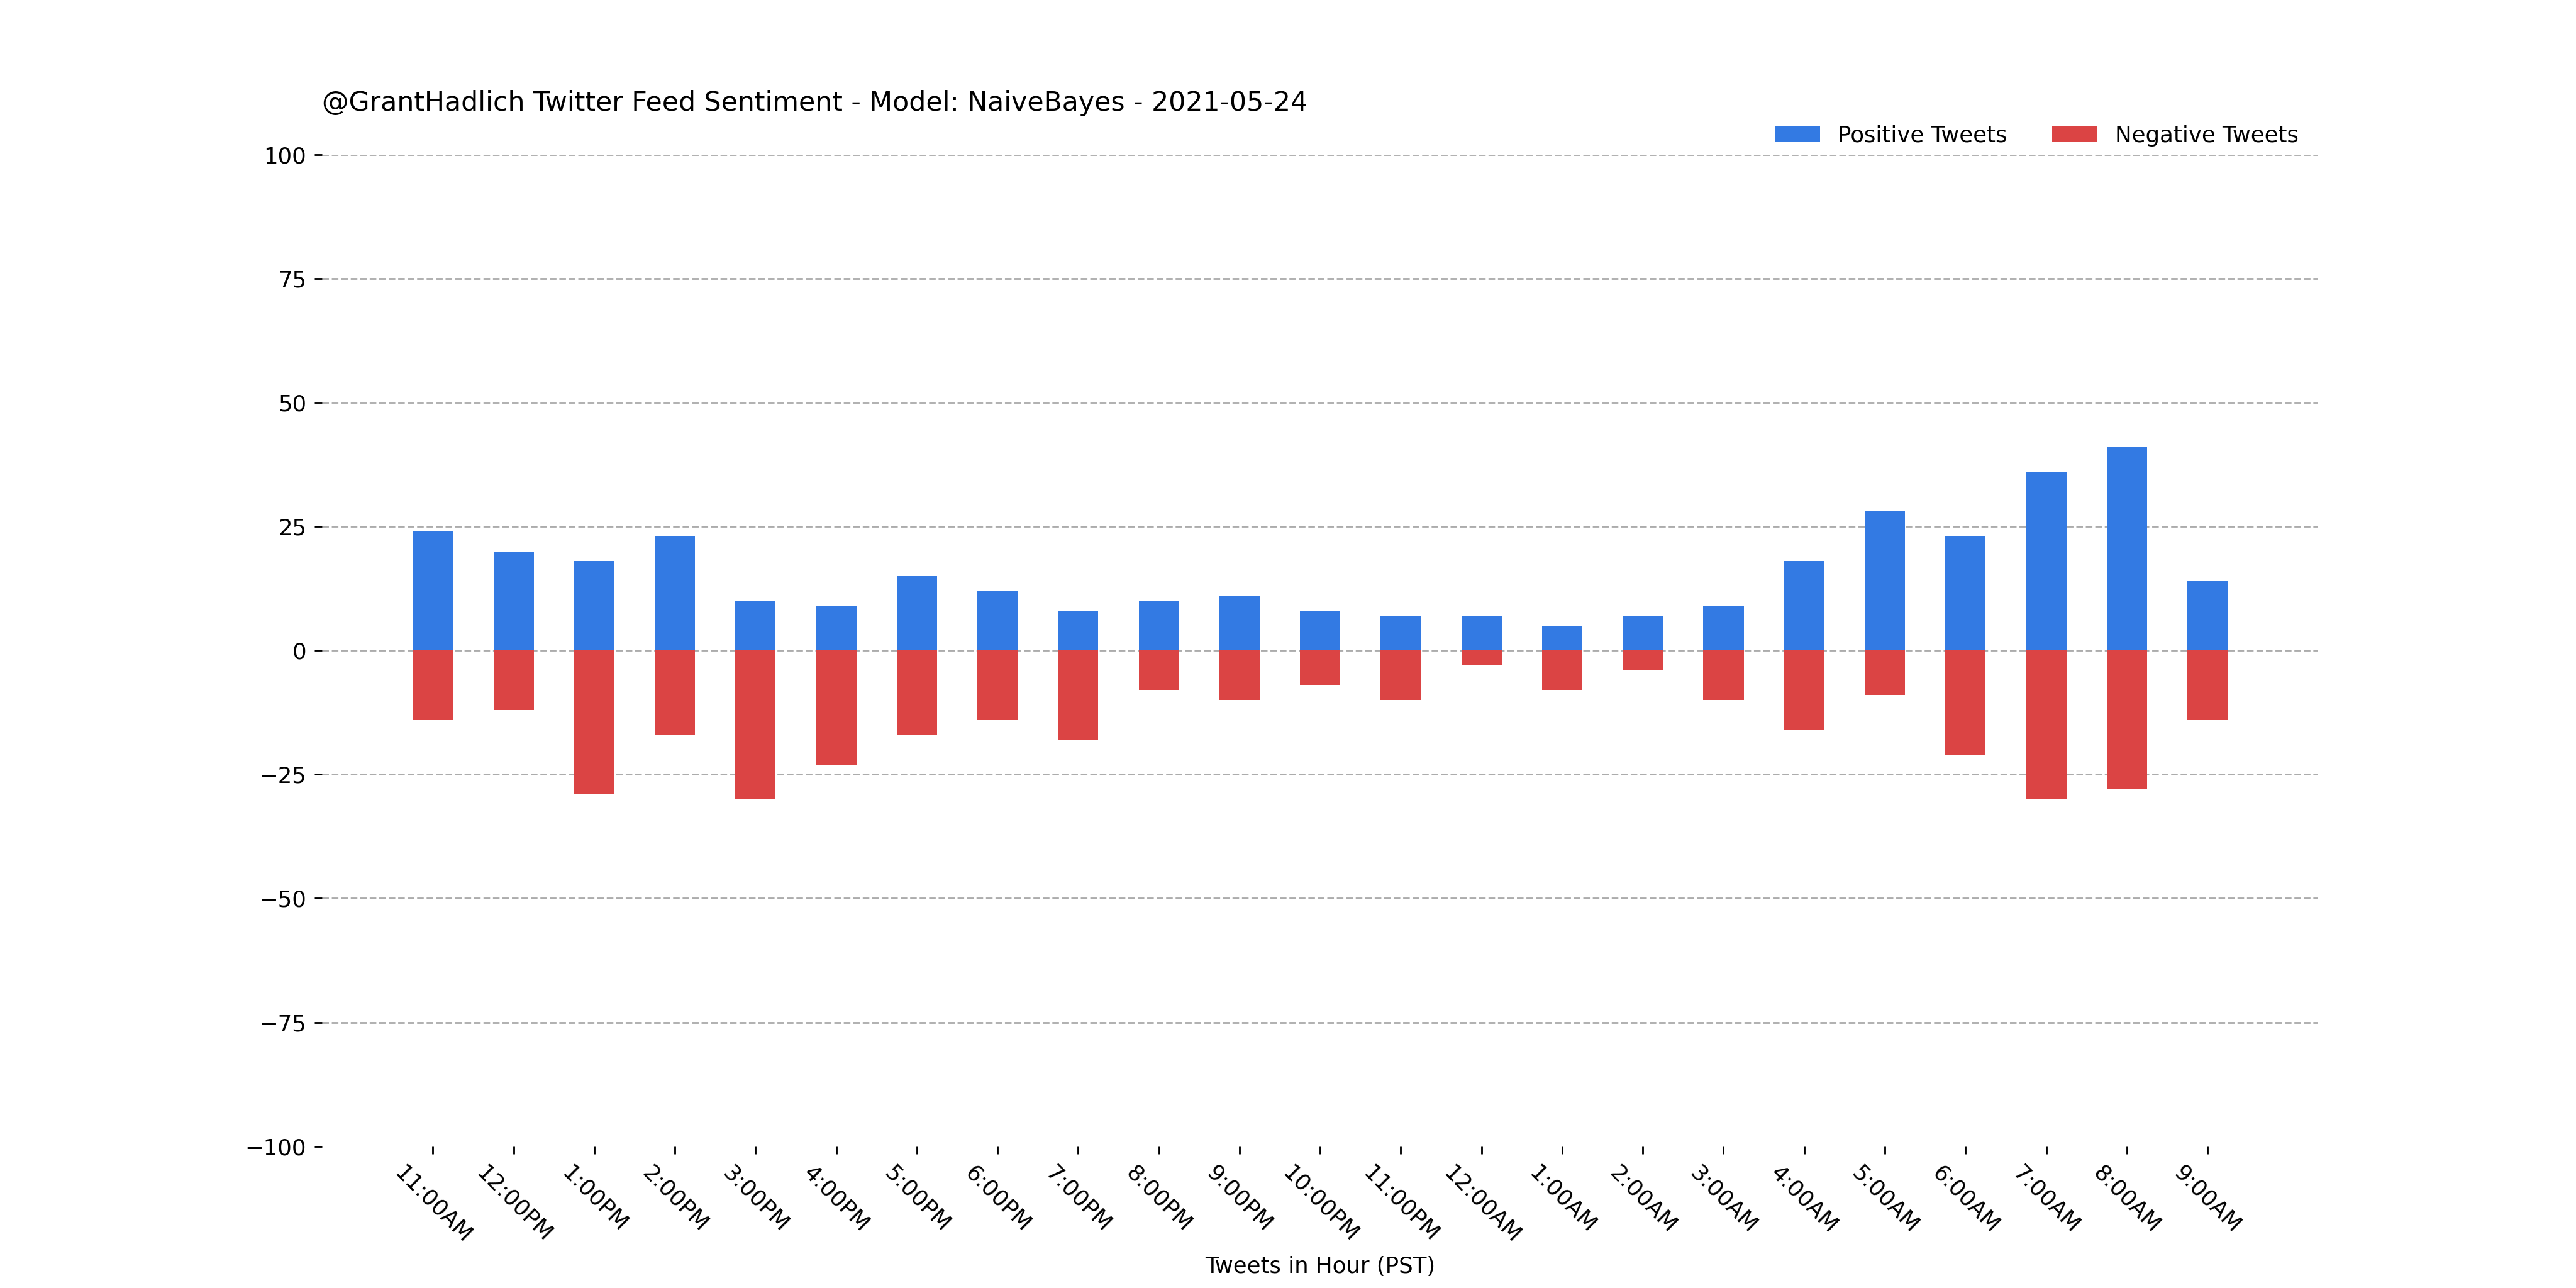 @GrantHadlich Twitter Feed Sentiment - Model: NaiveBayes - 2021-05-24
Positive Tweets
Negative Tweets
100
75
50
25
0
−25
−50
−75
−100
11:00AM
12:00PM
1:00PM
2:00PM
3:00PM
4:00PM
5:00PM
6:00PM
7:00PM
8:00PM
9:00PM
10:00PM
11:00PM
12:00AM
1:00AM
2:00AM
3:00AM
4:00AM
5:00AM
6:00AM
7:00AM
8:00AM
9:00AM
Tweets in Hour (PST)